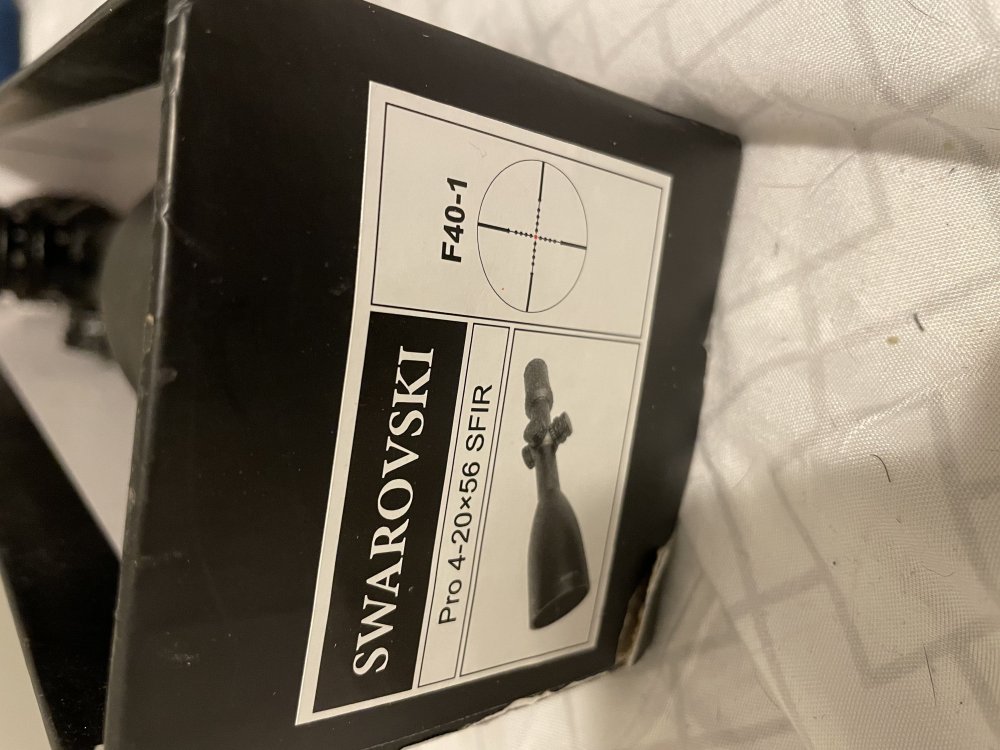 SWAROVSKI
Pro 4-20×56 SFIR
F40-1